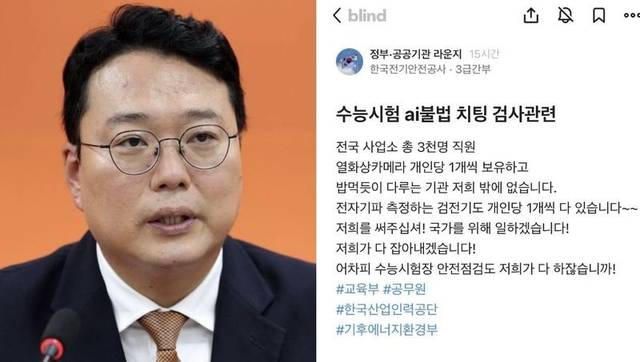 blind
정부·공공기관 라운지 15시간
한국전기안전공사 · 3급간부
수능시험 ai불법 치팅 검사관련
전국 사업소 총 3천명 직원
열화상카메라 개인당 1개씩 보유하고
밥먹듯이 다루는 기관 저희 밖에 없습니다.
전자기파 측정하는 검전기도 개인당 1개씩 다 있습니다~~
저희를 써주십셔! 국가를 위해 일하겠습니다!
저희가 다 잡아내겠습니다!
어차피 수능시험장 안전점검도 저희가 다 하잖습니까!
#교육부 #공무원
#한국산업인력공단
#기후에너지환경부